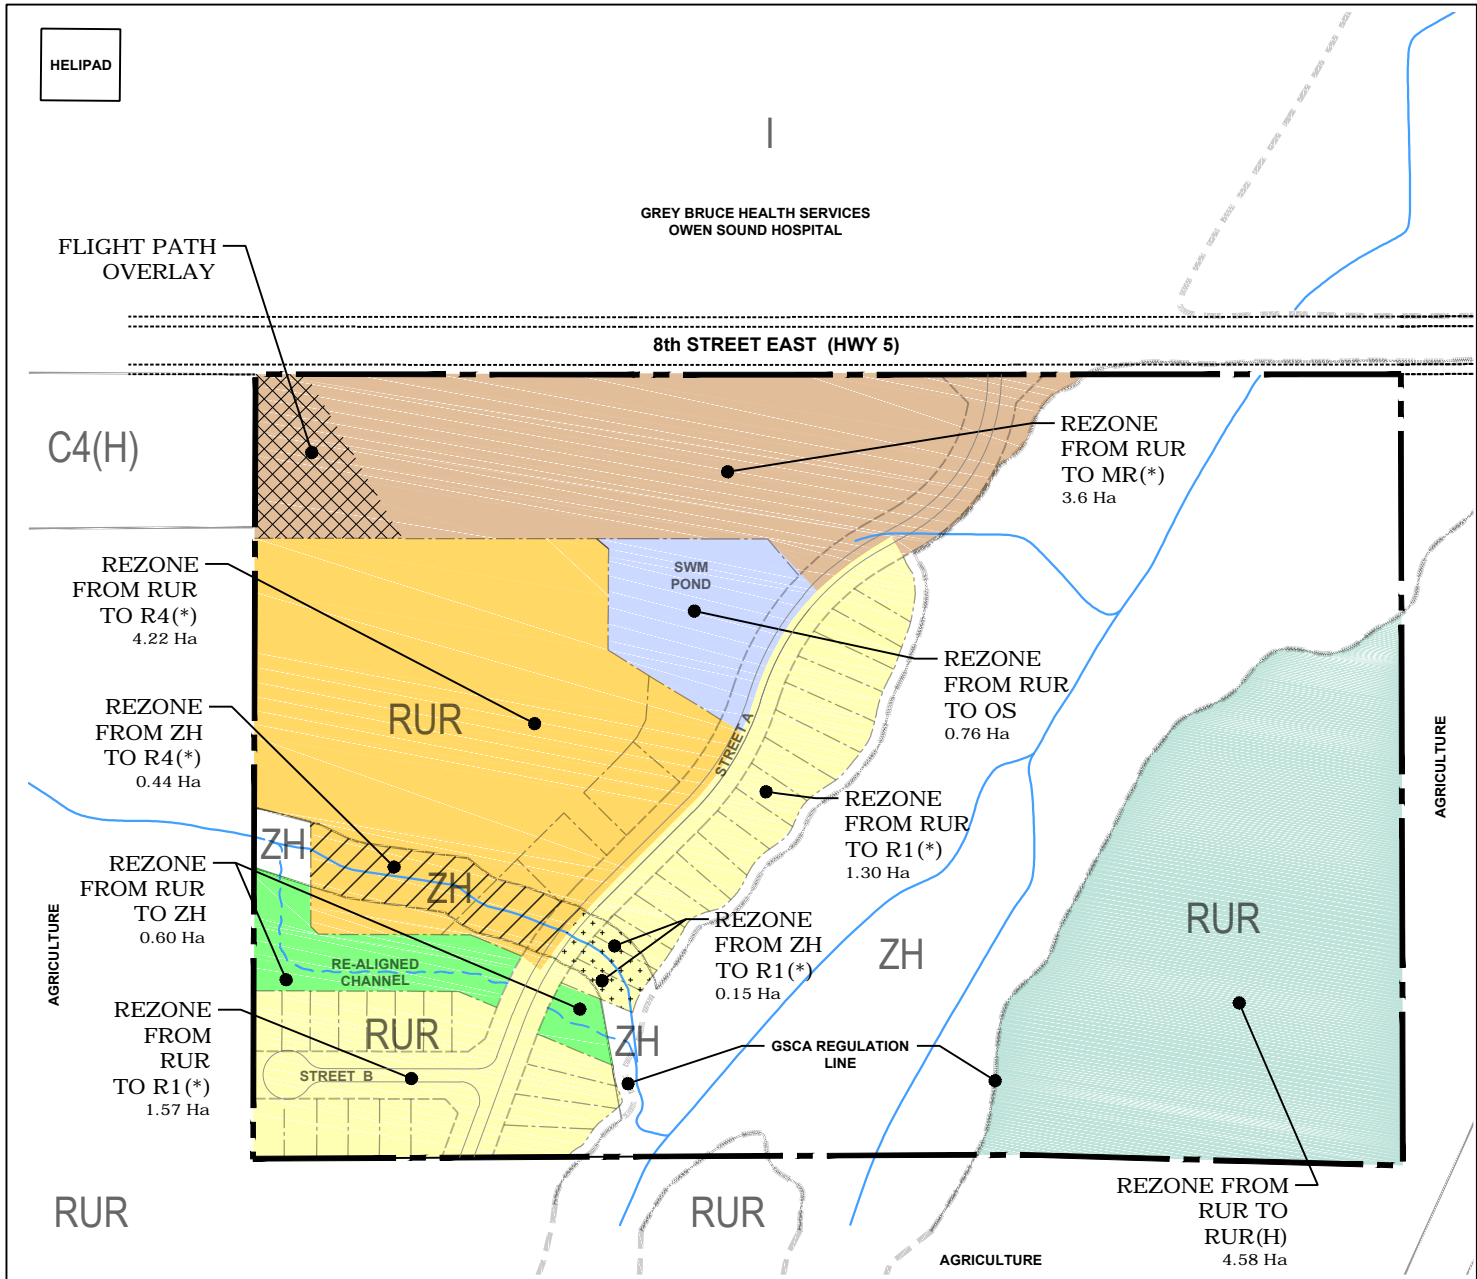 HELIPAD
I
GREY BRUCE HEALTH SERVICES
OWEN SOUND HOSPITAL
FLIGHT PATH
OVERLAY
8th STREET EAST (HWY 5)
C4(H)
REZONE
FROM RUR
TO MR(*)
3.6 Ha
REZONE
FROM RUR
TO R4(*)
4.22 Ha
SWM
POND
REZONE
FROM RUR
TO OS
0.76 Ha
RUR
REZONE
FROM ZH
TO R4(*)
0.44 Ha
STREET A
AGRICULTURE
REZONE
FROM RUR
TO R1(*)
1.30 Ha
ZH
ZH
REZONE
FROM RUR
TO ZH
0.60 Ha
REZONE
FROM ZH
TO R1(*)
0.15 Ha
ZH
RUR
AGRICULTURE
RE-ALIGNED
CHANNEL
REZONE
FROM
RUR
TO R1(*)
1.57 Ha
RUR
ZH
GSCA REGULATION
LINE
STREET B
RUR
RUR
REZONE FROM
RUR TO
RUR(H)
4.58 Ha
AGRICULTURE